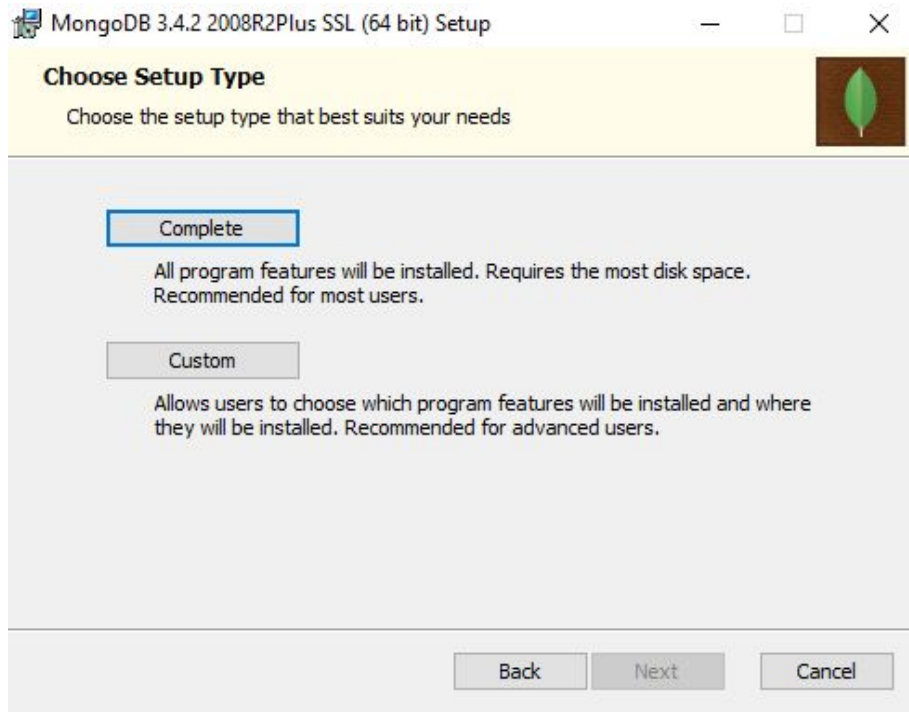 MongoDB 3.4.2 2008R2Plus SSL (64 bit) Setup
Choose Setup Type
Choose the setup type that best suits your needs
Complete
All program features will be installed. Requires the most disk space.
Recommended for most users.
Custom
Allows users to choose which program features will be installed and where
they will be installed. Recommended for advanced users.
Back
Next
Cancel